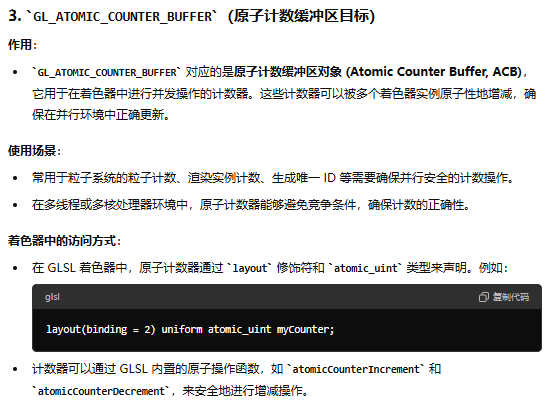 3. `GL_ATOMIC_COUNTER_BUFFER` (原子计数缓冲区目标)
作用：
• `GL_ATOMIC_COUNTER_BUFFER` 对应的是原子计数缓冲区对象 (Atomic Counter Buffer, ACB)，
它用于在着色器中进行并发操作的计数器。这些计数器可以被多个着色器实例原子性地增减，确
保在并行环境中正确更新。
使用场景：
• 常用于粒子系统的粒子计数、渲染实例计数、生成唯一 ID 等需要确保并行安全的计数操作。
• 在多线程或多核处理器环境中，原子计数器能够避免竞争条件，确保计数的正确性。
着色器中的访问方式：
• 在 GLSL 着色器中，原子计数器通过 `layout` 修饰符和 `atomic_uint` 类型来声明。例如：
glsl 复制代码
layout(binding = 2) uniform atomic_uint myCounter;
• 计数器可以通过 GLSL 内置的原子操作函数，如 `atomicCounterIncrement` 和
`atomicCounterDecrement`，来安全地进行增减操作。